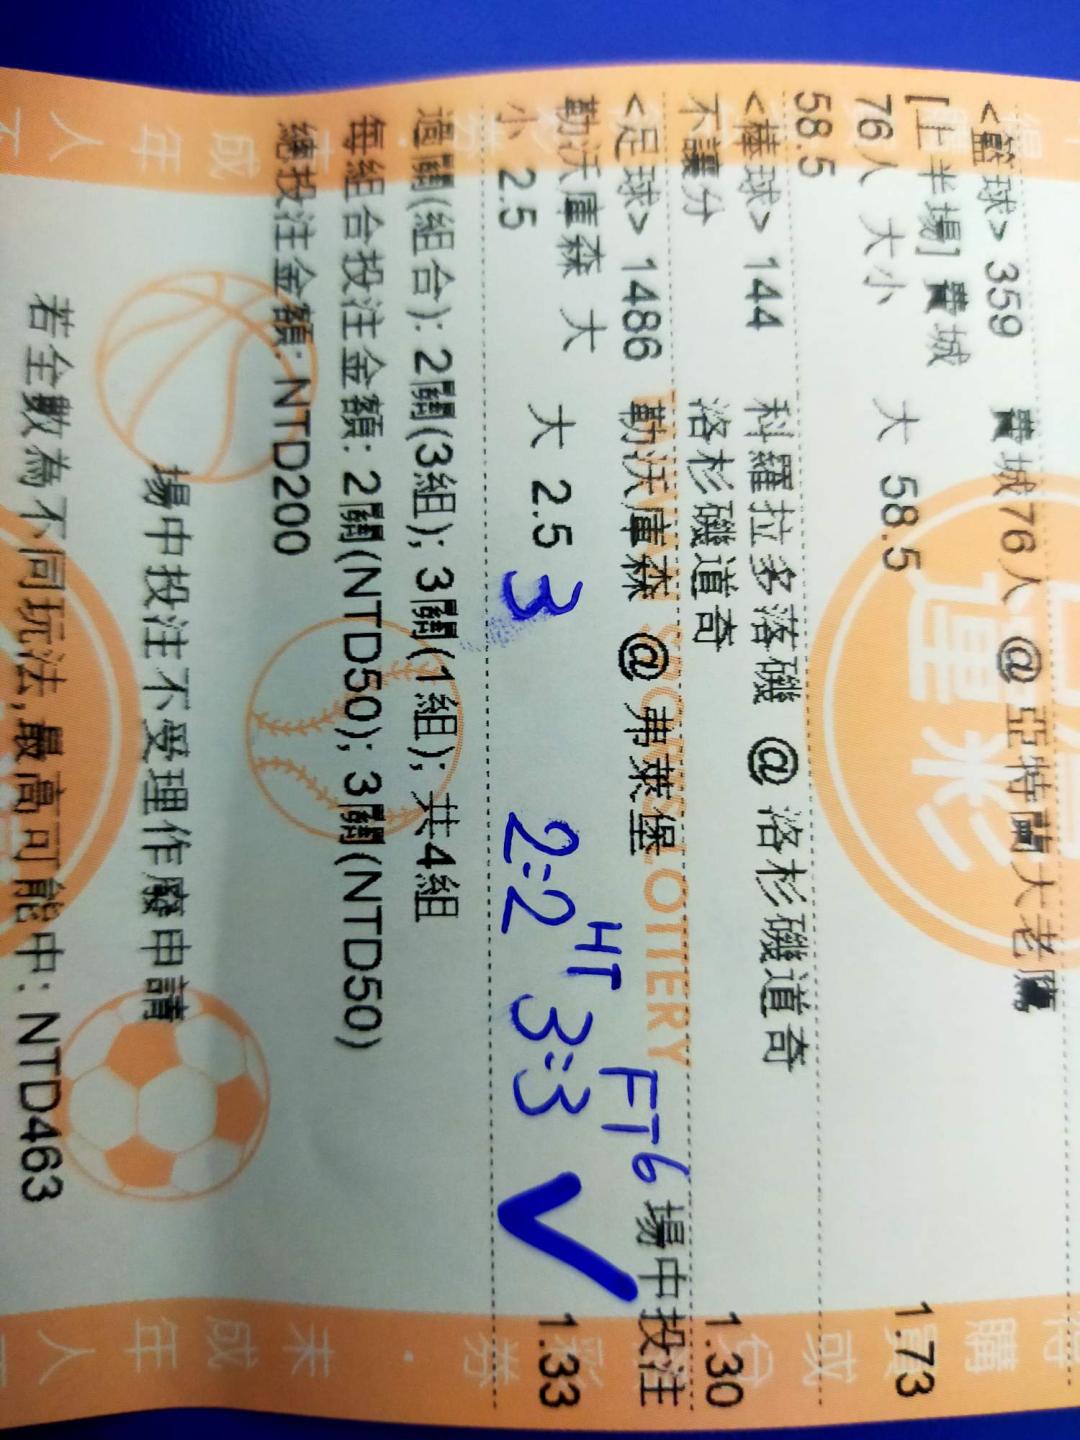 <籃球> 359 費城76人 @ 亞特蘭大老鷹
[上半場] 費城
76人 大小 大 58.5 1.73
58.5
<棒球> 144 科羅拉多落磯 @ 洛杉磯道奇
不讓分 洛杉磯道奇 1.30
<足球> 1486 勒沃庫森 @ 弗萊堡 FT6 場中投注
勒沃庫森 大 大 2.5 3 2:2 HT 3:3 V 1.33
小 2.5
過關(組合): 2關(3組); 3關(1組); 共4組
每組合投注金額: 2關(NTD50); 3關(NTD50)
總投注金額: NTD200
場中投注不受理作廢申請
若全數為不同玩法,最高可能中: NTD463
運彩
TAIWAN SPORTS LOTTERY